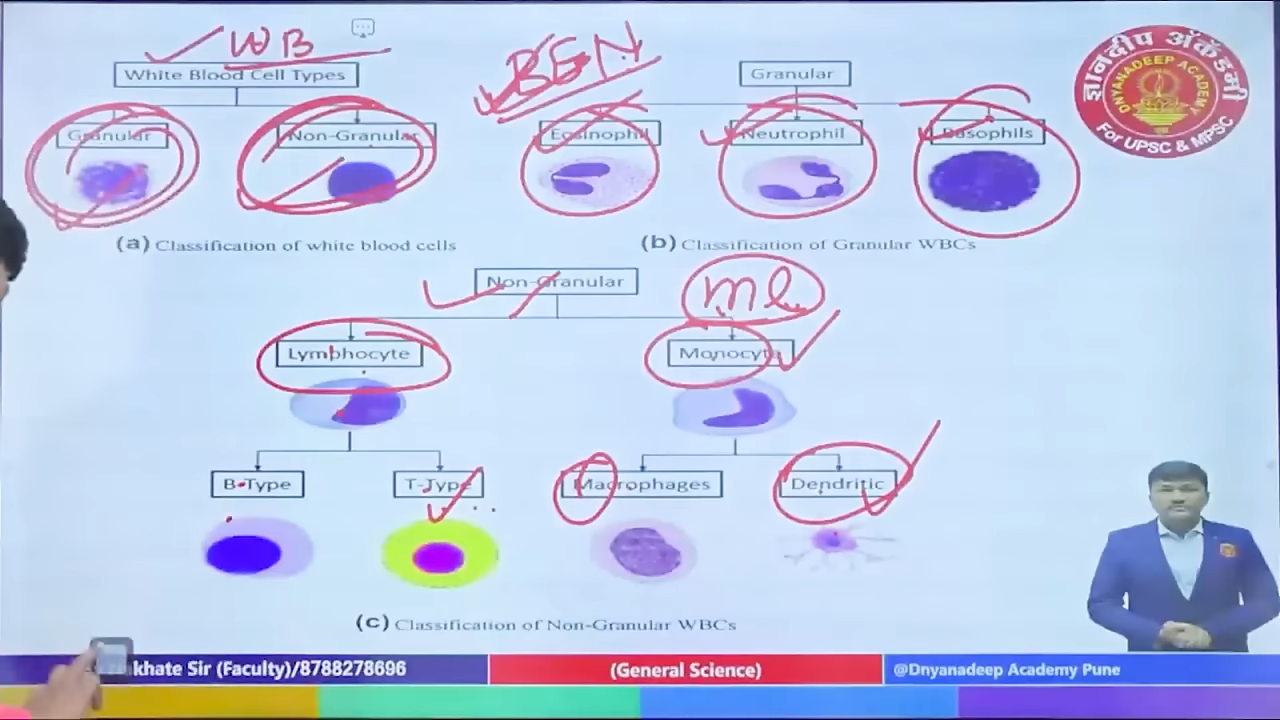 WB
White Blood Cell Types
Granular
Non-Granular
(a) Classification of white blood cells
BEN
Granular
Eosinophil
Neutrophil
Basophils
(b) Classification of Granular WBCs
ज्ञानदीप अॅकॅडमी
DNYANADEEP ACADEMY
For UPSC & MPSC
Non-Granular
ml
Lymphocyte
Monocyte
B-Type
T-Type
Macrophages
Dendritic
(c) Classification of Non-Granular WBCs
Sir (Faculty)/8788278696
(General Science)
@Dnyanadeep Academy Pune